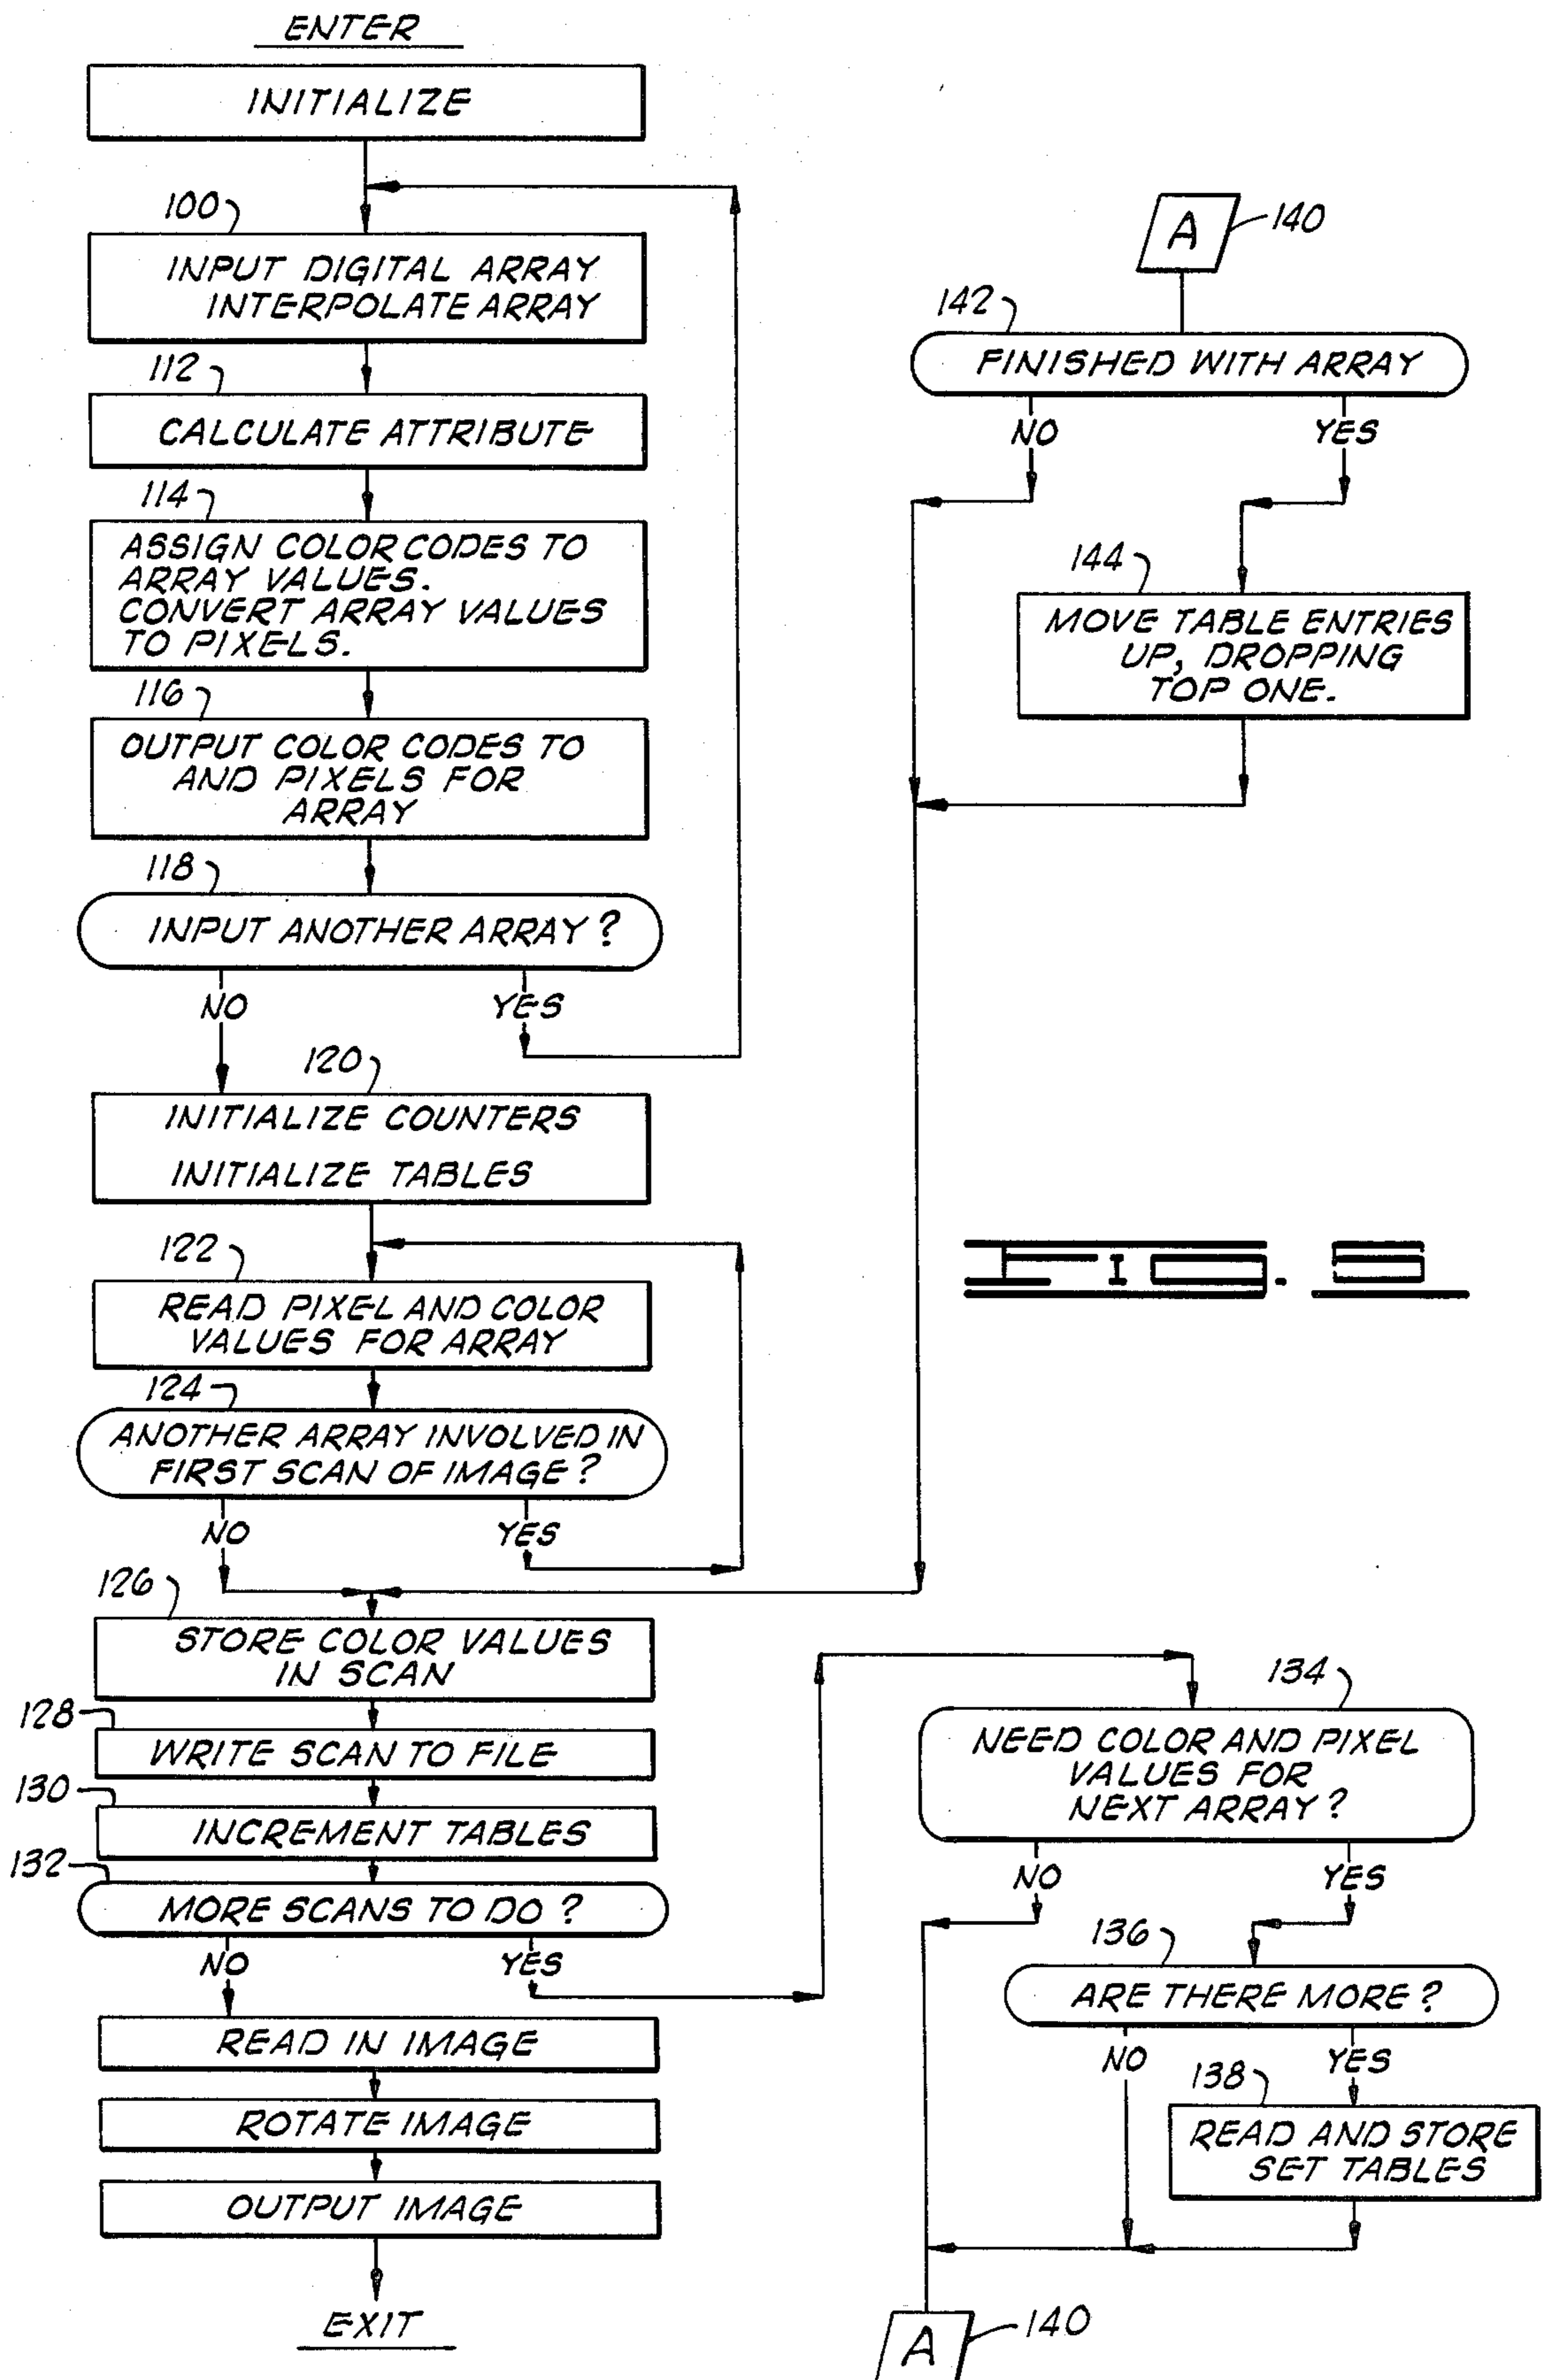 ENTER
INITIALIZE
100
INPUT DIGITAL ARRAY
INTERPOLATE ARRAY
112
CALCULATE ATTRIBUTE
114
ASSIGN COLOR CODES TO
ARRAY VALUES.
CONVERT ARRAY VALUES
TO PIXELS.
116
OUTPUT COLOR CODES TO
AND PIXELS FOR
ARRAY
118
INPUT ANOTHER ARRAY?
NO
YES
120
INITIALIZE COUNTERS
INITIALIZE TABLES
122
READ PIXEL AND COLOR
VALUES FOR ARRAY
124
ANOTHER ARRAY INVOLVED IN
FIRST SCAN OF IMAGE?
NO
YES
126
STORE COLOR VALUES
IN SCAN
128
WRITE SCAN TO FILE
130
INCREMENT TABLES
132
MORE SCANS TO DO?
NO
YES
READ IN IMAGE
ROTATE IMAGE
OUTPUT IMAGE
EXIT
A
140
142
FINISHED WITH ARRAY
NO
YES
144
MOVE TABLE ENTRIES
UP, DROPPING
TOP ONE.
134
NEED COLOR AND PIXEL
VALUES FOR
NEXT ARRAY?
NO
YES
136
ARE THERE MORE?
NO
YES
138
READ AND STORE
SET TABLES
A
140